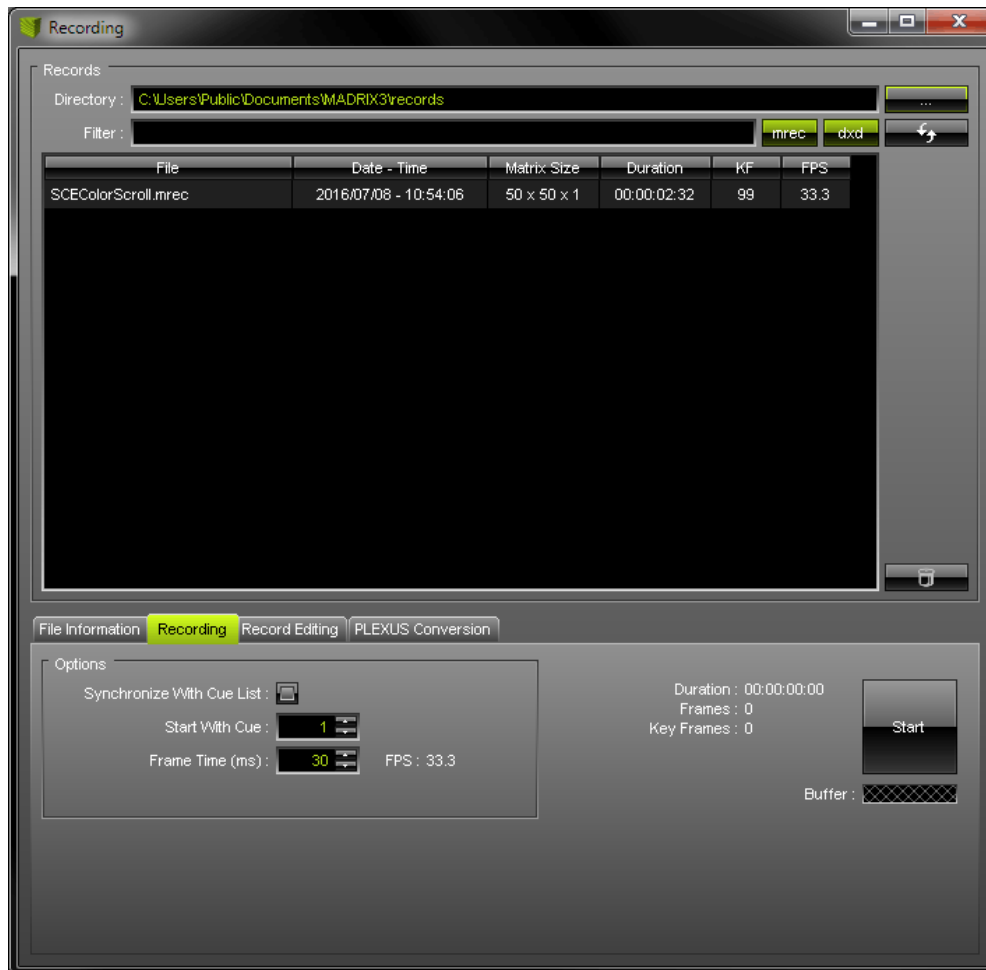 Recording
Records
Directory : C:\Users\Public\Documents\MADRIX3\records ...
Filter : mrec dxd
File Date - Time Matrix Size Duration KF FPS
SCEColorScroll.mrec 2016/07/08 - 10:54:06 50 x 50 x 1 00:00:02:32 99 33.3
File Information Recording Record Editing PLEXUS Conversion
Options
Synchronize With Cue List :
Start With Cue : 1
Frame Time (ms) : 30 FPS : 33.3
Duration : 00:00:00:00
Frames : 0
Key Frames : 0
Start
Buffer :